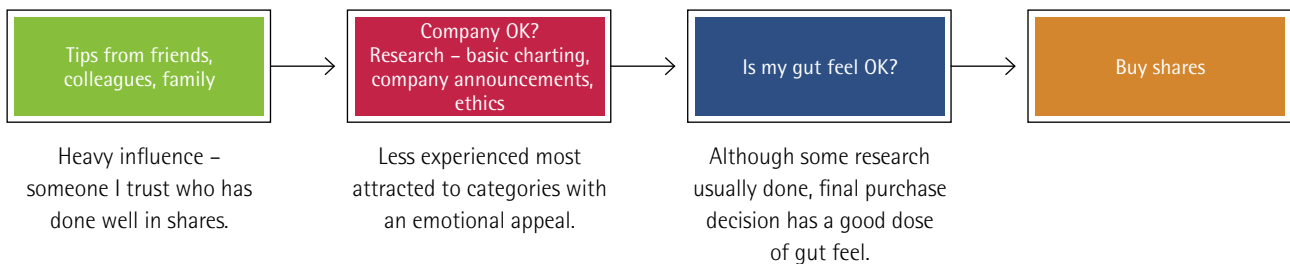 Tips from friends,
colleagues, family
Company OK?
Research – basic charting,
company announcements,
ethics
Is my gut feel OK?
Buy shares
Heavy influence –
someone I trust who has
done well in shares.
Less experienced most
attracted to categories with
an emotional appeal.
Although some research
usually done, final purchase
decision has a good dose
of gut feel.